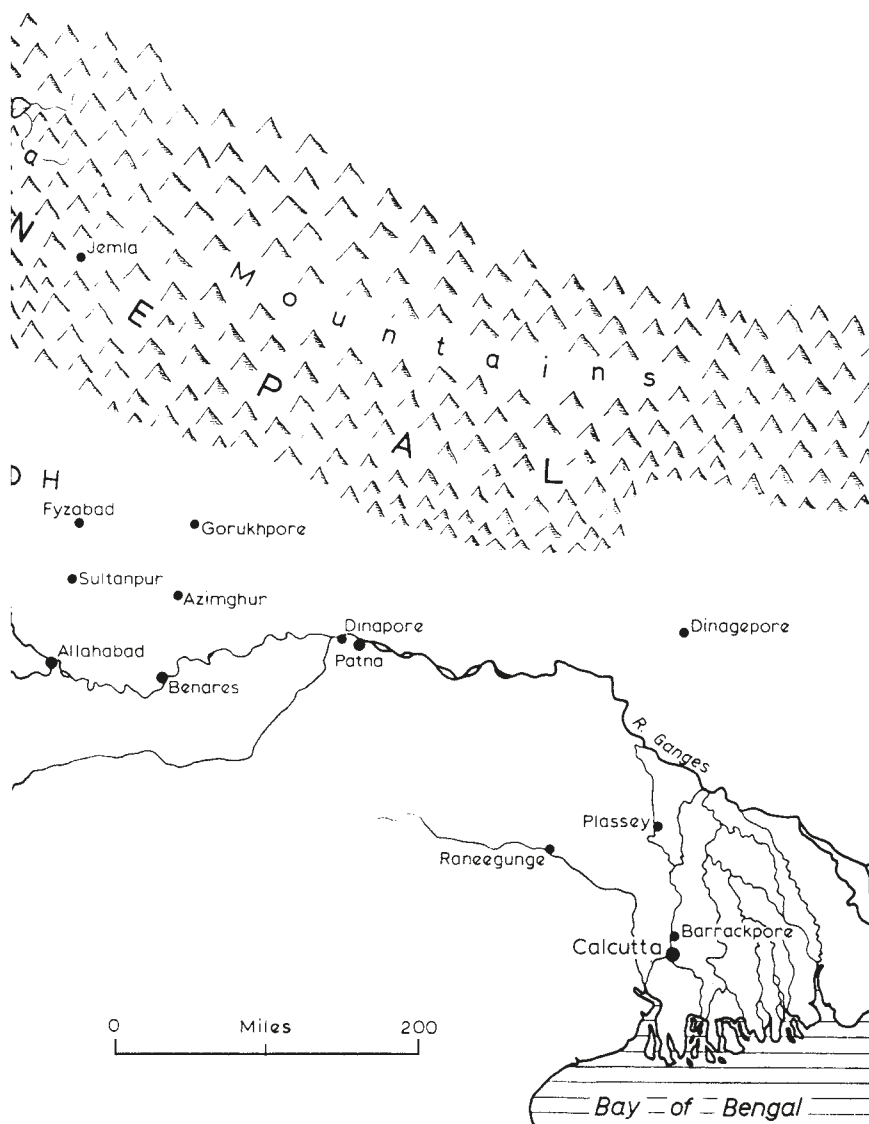 a
N E P A L
Jemla
Mountains
D H
Fyzabad
Gorukhpore
Sultanpur
Azimghur
Dinapore
Dinagepore
Allahabad
Patna
Benares
R. Ganges
Plassey
Raneegunge
Barrackpore
Calcutta
0 Miles 200
Bay of Bengal